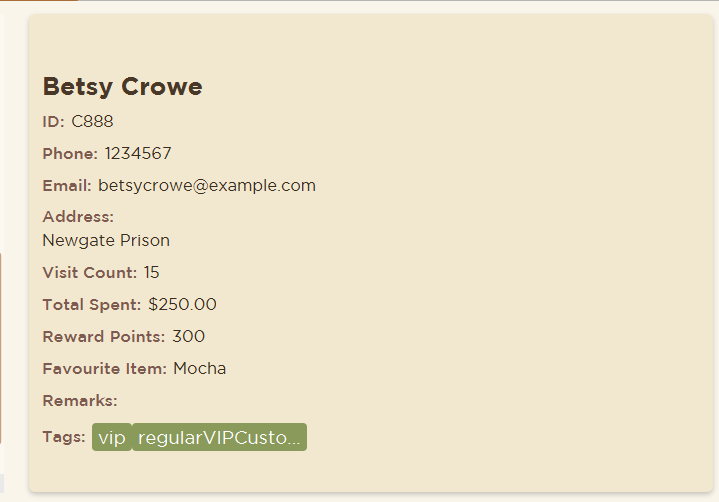 Betsy Crowe
ID: C888
Phone: 1234567
Email: betsycrowe@example.com
Address:
Newgate Prison
Visit Count: 15
Total Spent: $250.00
Reward Points: 300
Favourite Item: Mocha
Remarks:
Tags: vip regularVIPCusto...